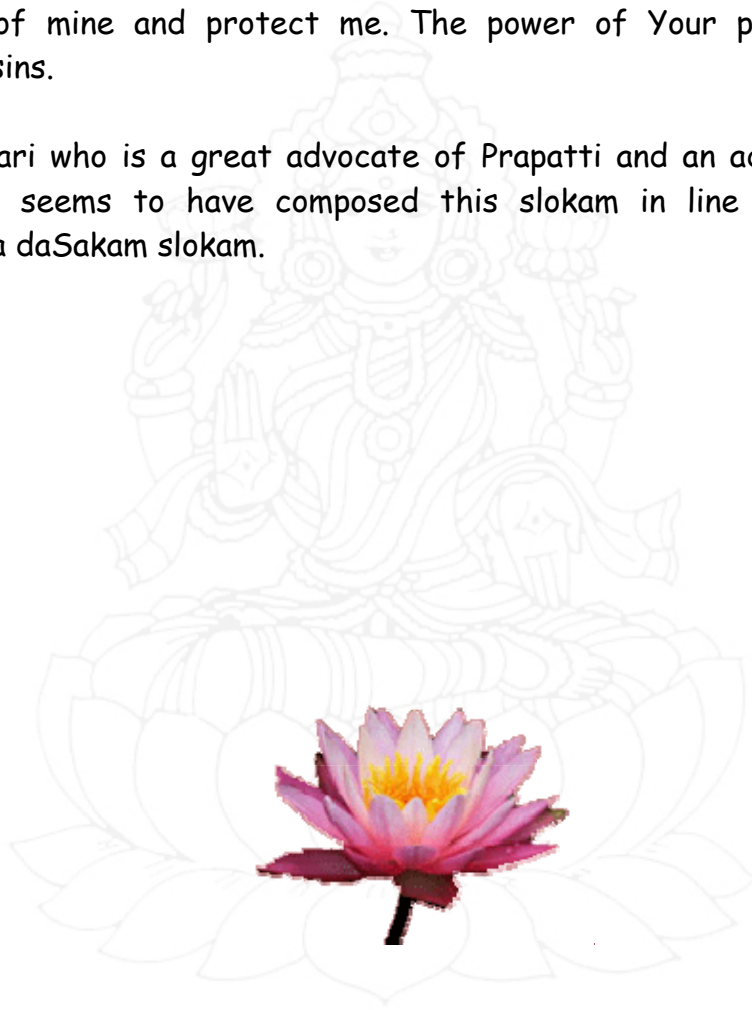 of mine and protect me. The power of Your p
sins.
ari who is a great advocate of Prapatti and an ac
seems to have composed this slokam in line
a daSakam slokam.